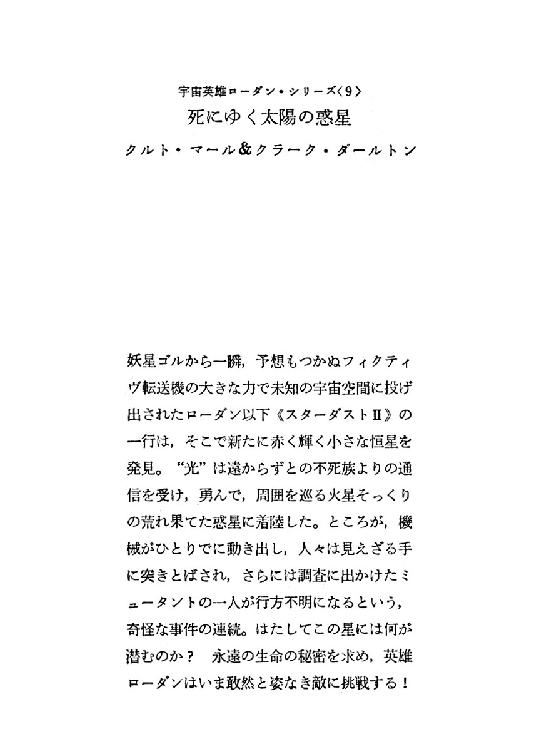 宇宙英雄ローダン・シリーズ〈9〉
死にゆく太陽の惑星
クルト・マール&クラーク・ダールトン
妖星ゴルから一瞬，予想もつかぬフィクティ
ヴ転送機の大きな力で未知の宇宙空間に投げ
出されたローダン以下《スターダストⅡ》の
一行は，そこで新たに赤く輝く小さな恒星を
発見。“光”は遠からずとの不死族よりの通
信を受け，勇んで，周囲を巡る火星そっくり
の荒れ果てた惑星に着陸した。ところが，機
械がひとりでに動き出し，人々は見えざる手
に突きとばされ，さらには調査に出かけたミ
ュータントの一人が行方不明になるという，
奇怪な事件の連続。はたしてこの星には何が
潜むのか？　永遠の生命の秘密を求め，英雄
ローダンはいま敢然と姿なき敵に挑戦する！